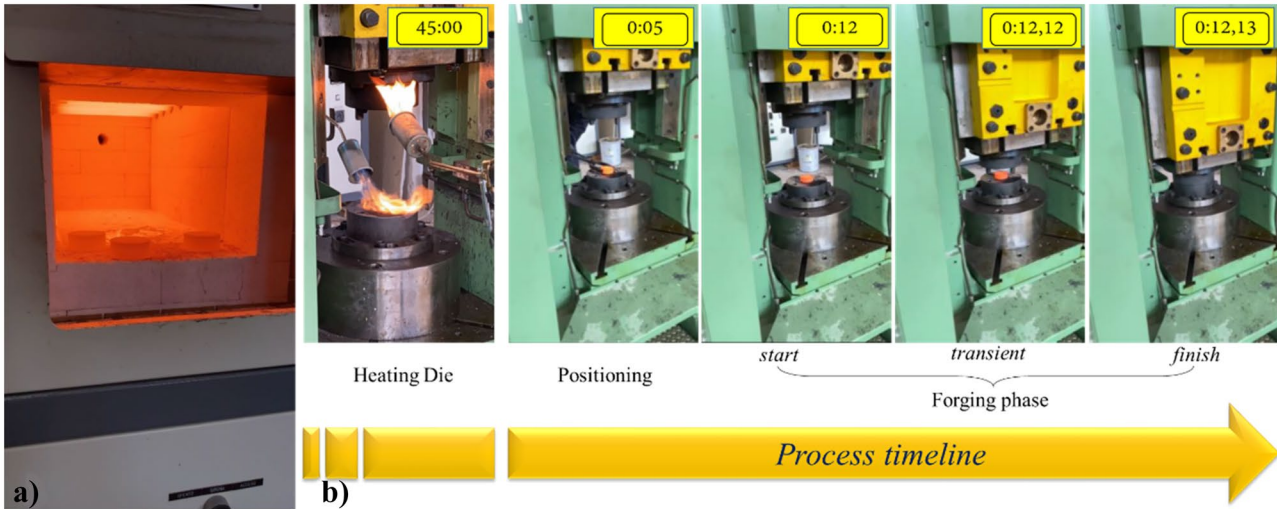 45:00
0:05
0:12
0:12,12
0:12,13
Heating Die
Positioning
start
transient
finish
Forging phase
Process timeline
a)
b)